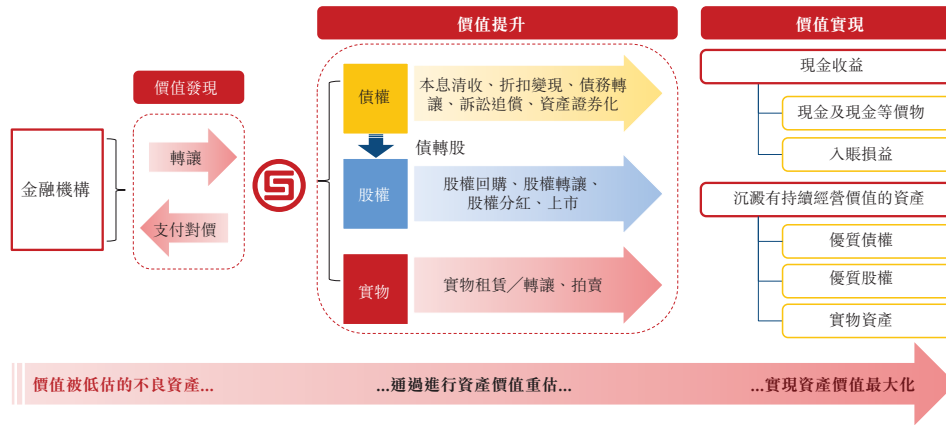 價值提升
價值實現
價值發現
金融機構
轉讓
支付對價
債權
本息清收、折扣變現、債務轉
讓、訴訟追償、資產證券化
債轉股
股權
股權回購、股權轉讓、
股權分紅、上市
實物
實物租賃／轉讓、拍賣
現金收益
現金及現金等價物
入賬損益
沉澱有持續經營價值的資產
優質債權
優質股權
實物資產
價值被低估的不良資產...
...通過進行資產價值重估...
...實現資產價值最大化